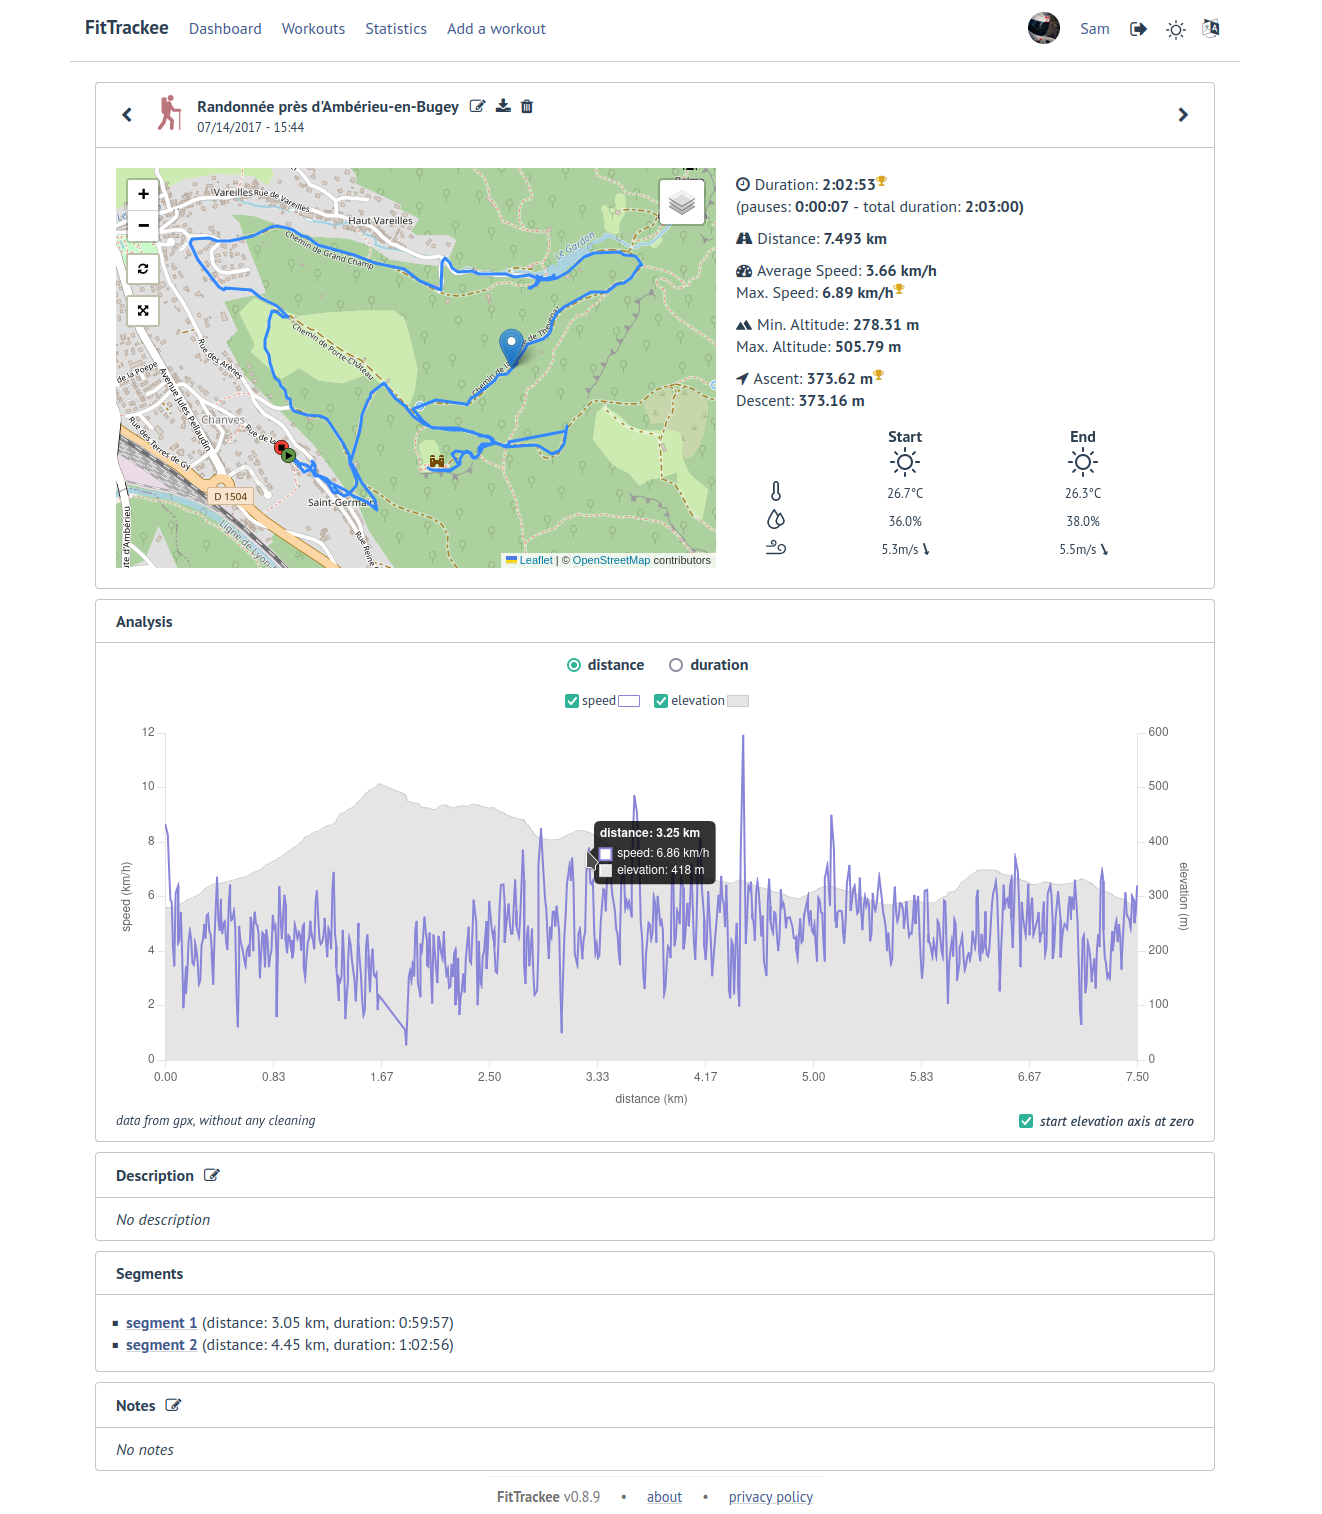 FitTrackee Dashboard Workouts Statistics Add a workout Sam
Randonnée près d'Ambérieu-en-Bugey
07/14/2017 - 15:44
+
−
Vareilles
Rue de Vareilles
Haut Vareilles
Chemin de Grand Champ
Le Gardon
Chemin de Porte-Château
Rue des Arènes
de la Poëpe
Avenue Jules Pellaudin
Chanves
Rue des Terres de Gy
D 1504
Saint-Germain
Ligne de Lyon
Rue Reine
Leaflet | © OpenStreetMap contributors
Duration: 2:02:53
(pauses: 0:00:07 - total duration: 2:03:00)
Distance: 7.493 km
Average Speed: 3.66 km/h
Max. Speed: 6.89 km/h
Min. Altitude: 278.31 m
Max. Altitude: 505.79 m
Ascent: 373.62 m
Descent: 373.16 m
Start End
26.7°C 26.3°C
36.0% 38.0%
5.3m/s 5.5m/s
Analysis
distance duration
speed elevation
12 600
10 500
8 400
6 300
4 200
2 100
0 0
speed (km/h)
elevation (m)
distance: 3.25 km
speed: 6.86 km/h
elevation: 418 m
0.00 0.83 1.67 2.50 3.33 4.17 5.00 5.83 6.67 7.50
distance (km)
data from gpx, without any cleaning start elevation axis at zero
Description
No description
Segments
segment 1 (distance: 3.05 km, duration: 0:59:57)
segment 2 (distance: 4.45 km, duration: 1:02:56)
Notes
No notes
FitTrackee v0.8.9 • about • privacy policy